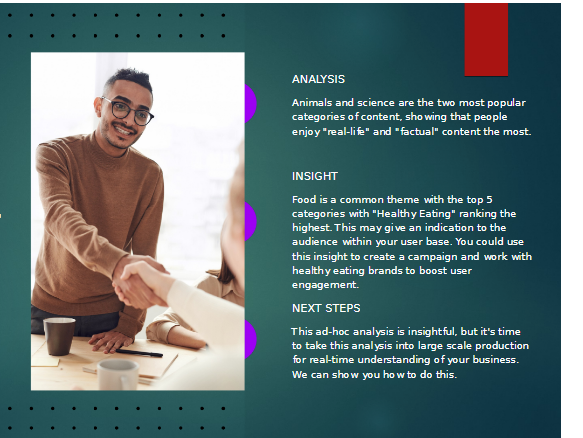 ANALYSIS
Animals and science are the two most popular
categories of content, showing that people
enjoy "real-life" and "factual" content the most.
INSIGHT
Food is a common theme with the top 5
categories with "Healthy Eating" ranking the
highest. This may give an indication to the
audience within your user base. You could use
this insight to create a campaign and work with
healthy eating brands to boost user
engagement.
NEXT STEPS
This ad-hoc analysis is insightful, but it's time
to take this analysis into large scale production
for real-time understanding of your business.
We can show you how to do this.